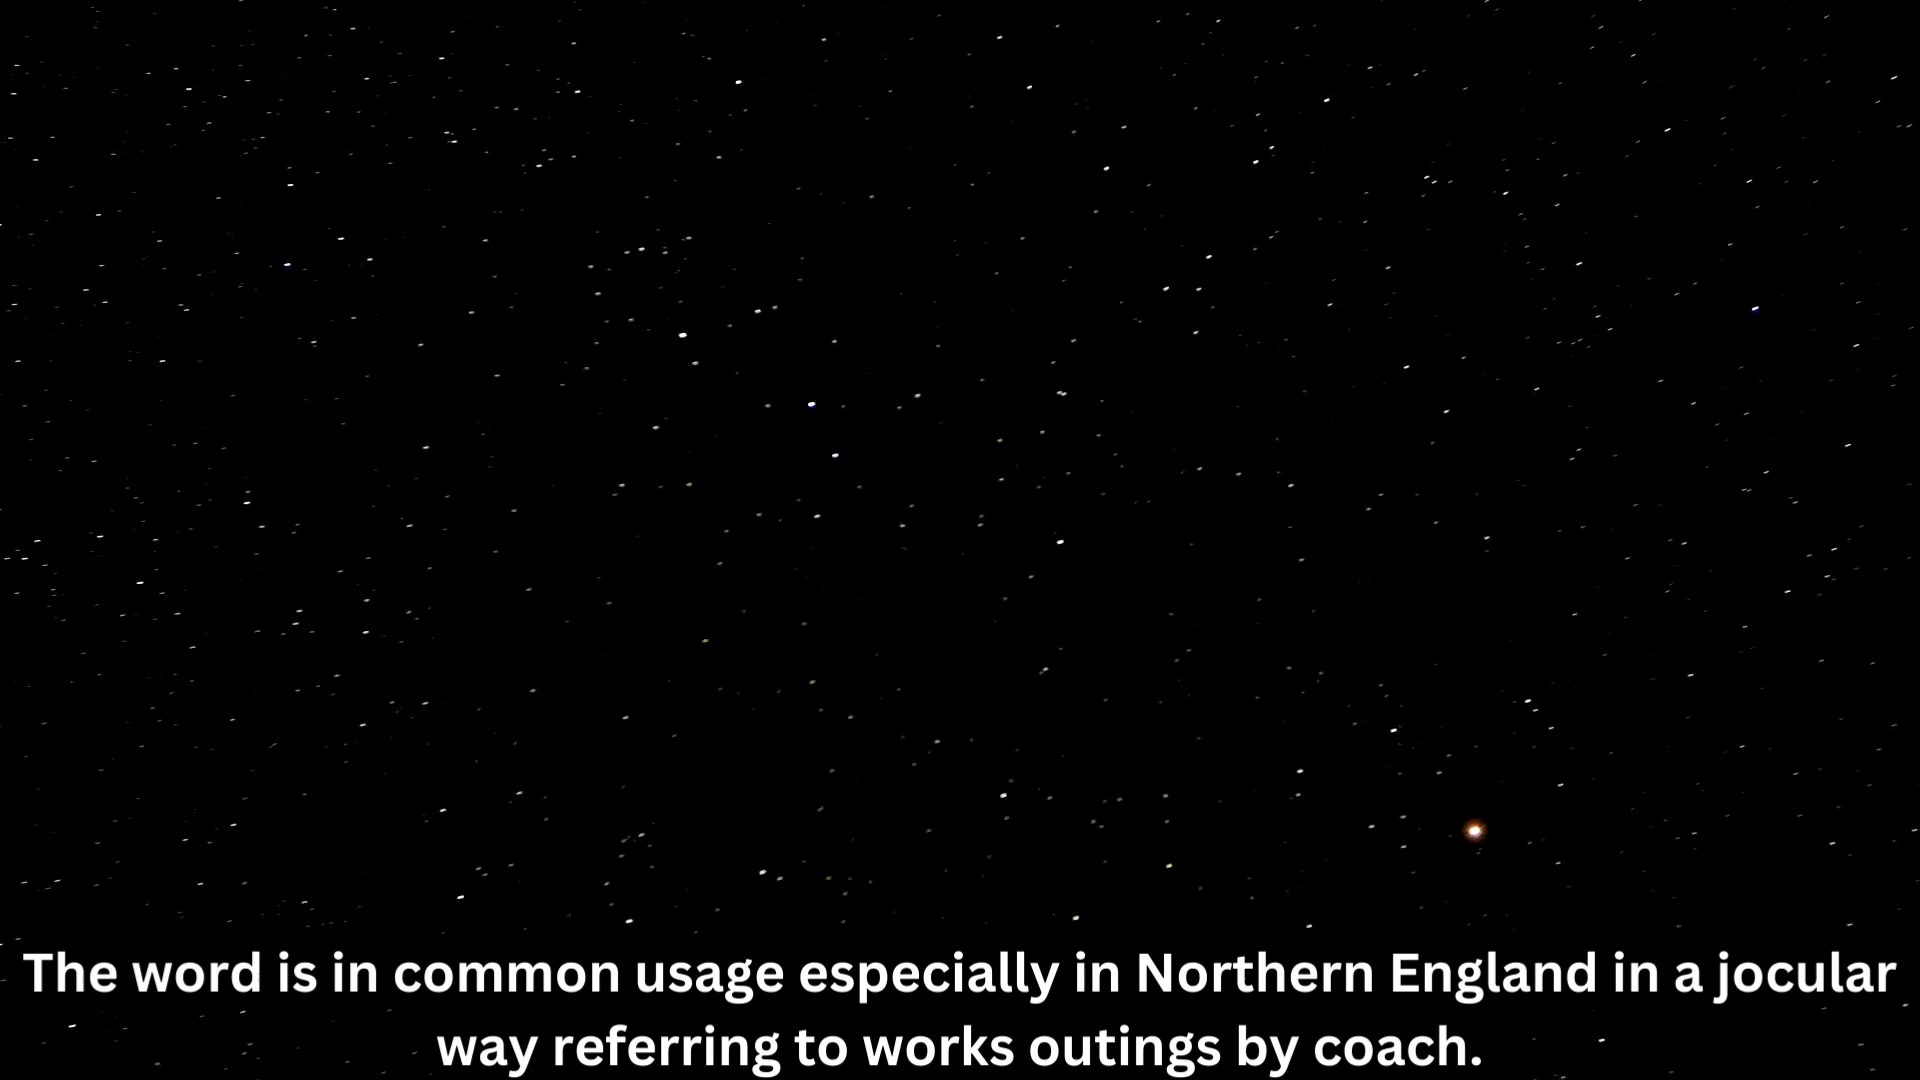 The word is in common usage especially in Northern England in a jocular
way referring to works outings by coach.